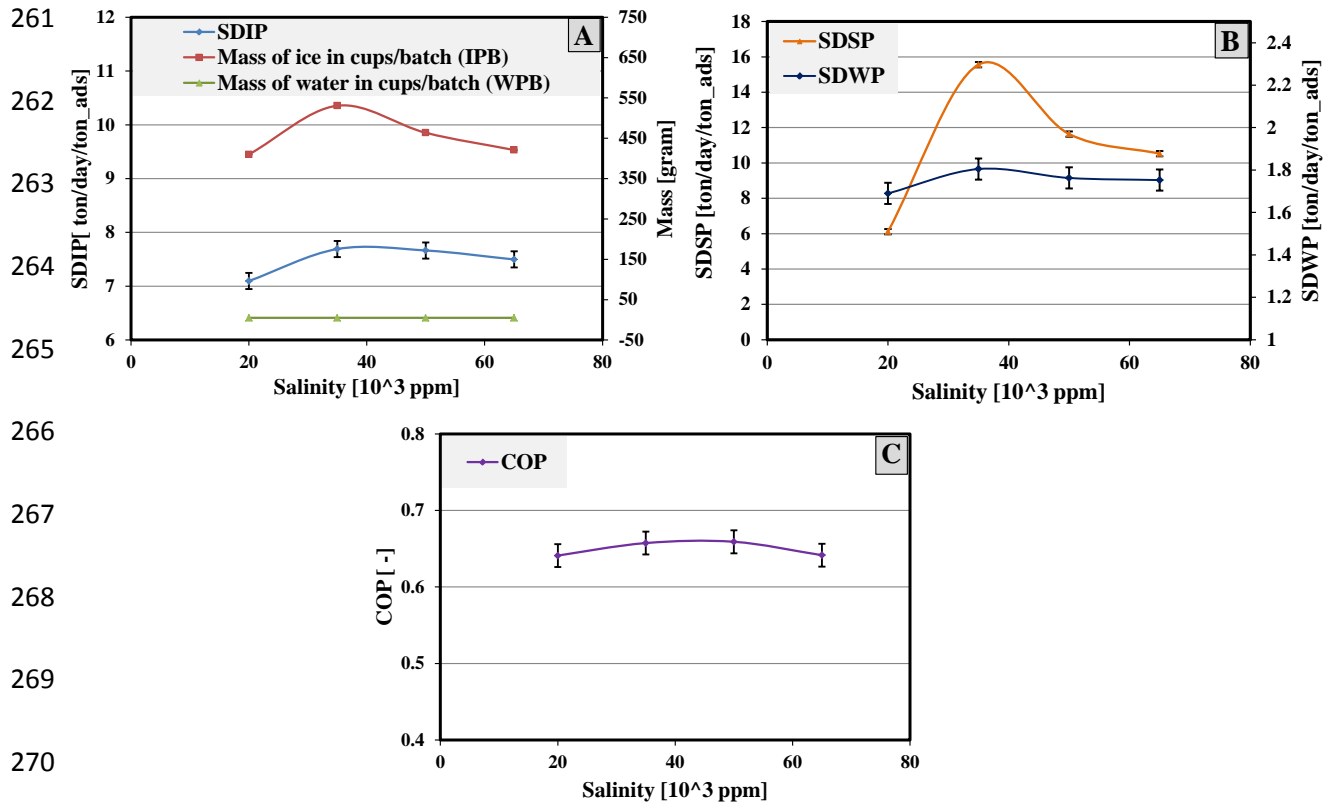 261
262
263
264
265
266
267
268
269
270
A
SDIP
Mass of ice in cups/batch (IPB)
Mass of water in cups/batch (WPB)
SDIP[ ton/day/ton_ads]
12
11
10
9
8
7
6
Mass [gram]
750
650
550
450
350
250
150
50
-50
0 20 40 60 80
Salinity [10^3 ppm]
B
SDSP
SDWP
SDSP [ton/day/ton_ads]
18
16
14
12
10
8
6
4
2
0
SDWP [ton/day/ton_ads]
2.4
2.2
2
1.8
1.6
1.4
1.2
1
0 20 40 60 80
Salinity [10^3 ppm]
C
COP
COP [ -]
0.8
0.7
0.6
0.5
0.4
0 20 40 60 80
Salinity [10^3 ppm]